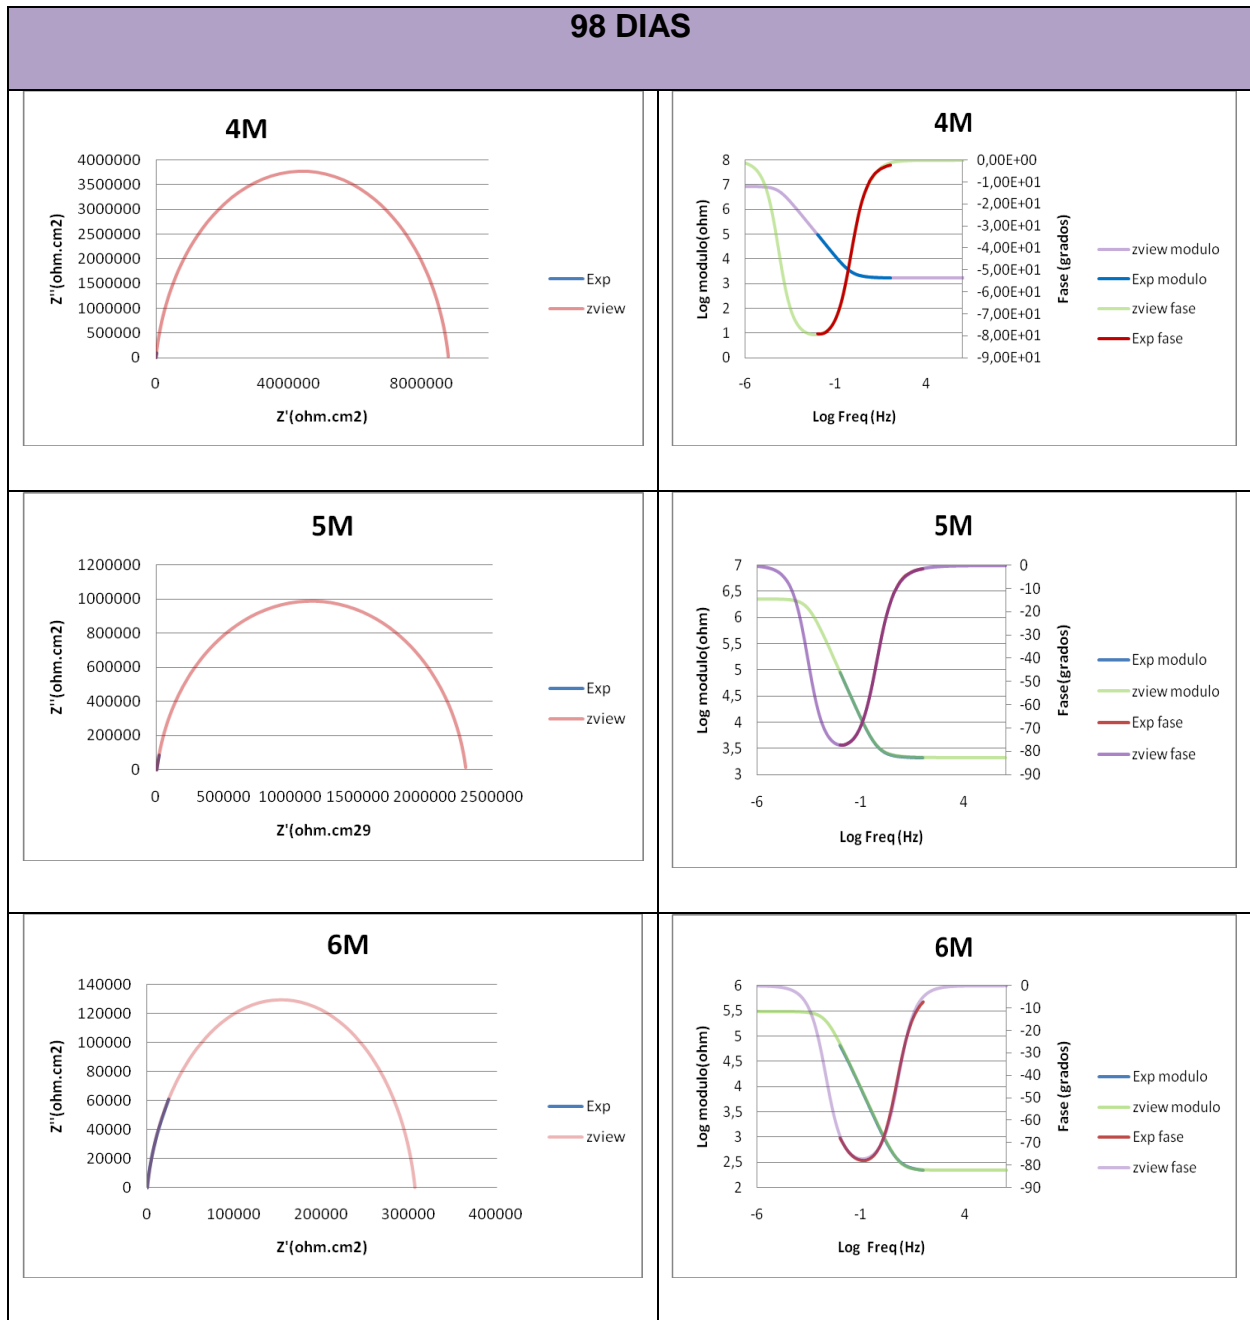 98 DIAS
4M
4000000
3500000
3000000
2500000
2000000
1500000
1000000
500000
0
Z''(ohm.cm2)
0 4000000 8000000
Z'(ohm.cm2)
Exp
zview
4M
8
7
6
5
4
3
2
1
0
Log modulo(ohm)
0,00E+00
-1,00E+01
-2,00E+01
-3,00E+01
-4,00E+01
-5,00E+01
-6,00E+01
-7,00E+01
-8,00E+01
-9,00E+01
Fase (grados)
-6 -1 4
Log Freq (Hz)
zview modulo
Exp modulo
zview fase
Exp fase
5M
1200000
1000000
800000
600000
400000
200000
0
Z''(ohm.cm2)
0 500000 1000000 1500000 2000000 2500000
Z'(ohm.cm29
Exp
zview
5M
7
6,5
6
5,5
5
4,5
4
3,5
3
Log modulo(ohm)
0
-10
-20
-30
-40
-50
-60
-70
-80
-90
Fase(grados)
-6 -1 4
Log Freq (Hz)
Exp modulo
zview modulo
Exp fase
zview fase
6M
140000
120000
100000
80000
60000
40000
20000
0
Z''(ohm.cm2)
0 100000 200000 300000 400000
Z'(ohm.cm2)
Exp
zview
6M
6
5,5
5
4,5
4
3,5
3
2,5
2
Log modulo(ohm)
0
-10
-20
-30
-40
-50
-60
-70
-80
-90
Fase (grados)
-6 -1 4
Log Freq (Hz)
Exp modulo
zview modulo
Exp fase
zview fase